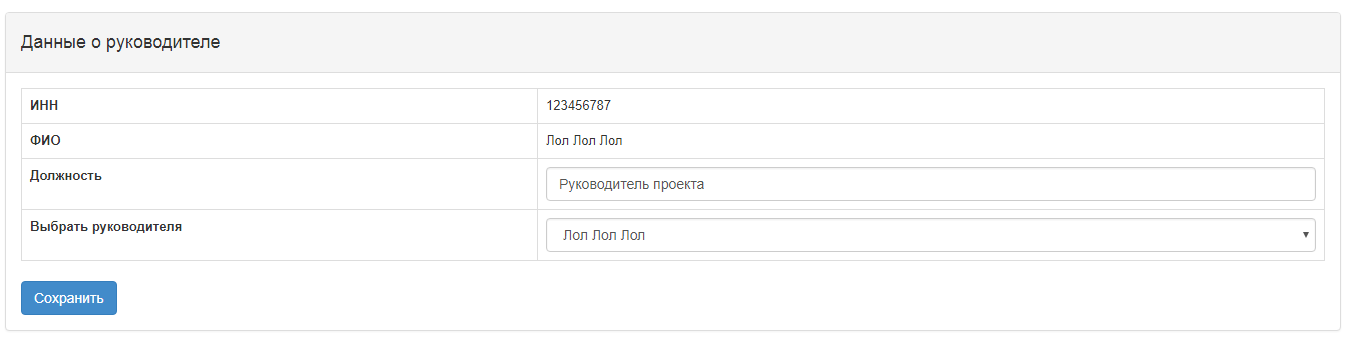 Данные о руководителе
ИНН 123456787
ФИО Лол Лол Лол
Должность Руководитель проекта
Выбрать руководителя Лол Лол Лол
Сохранить